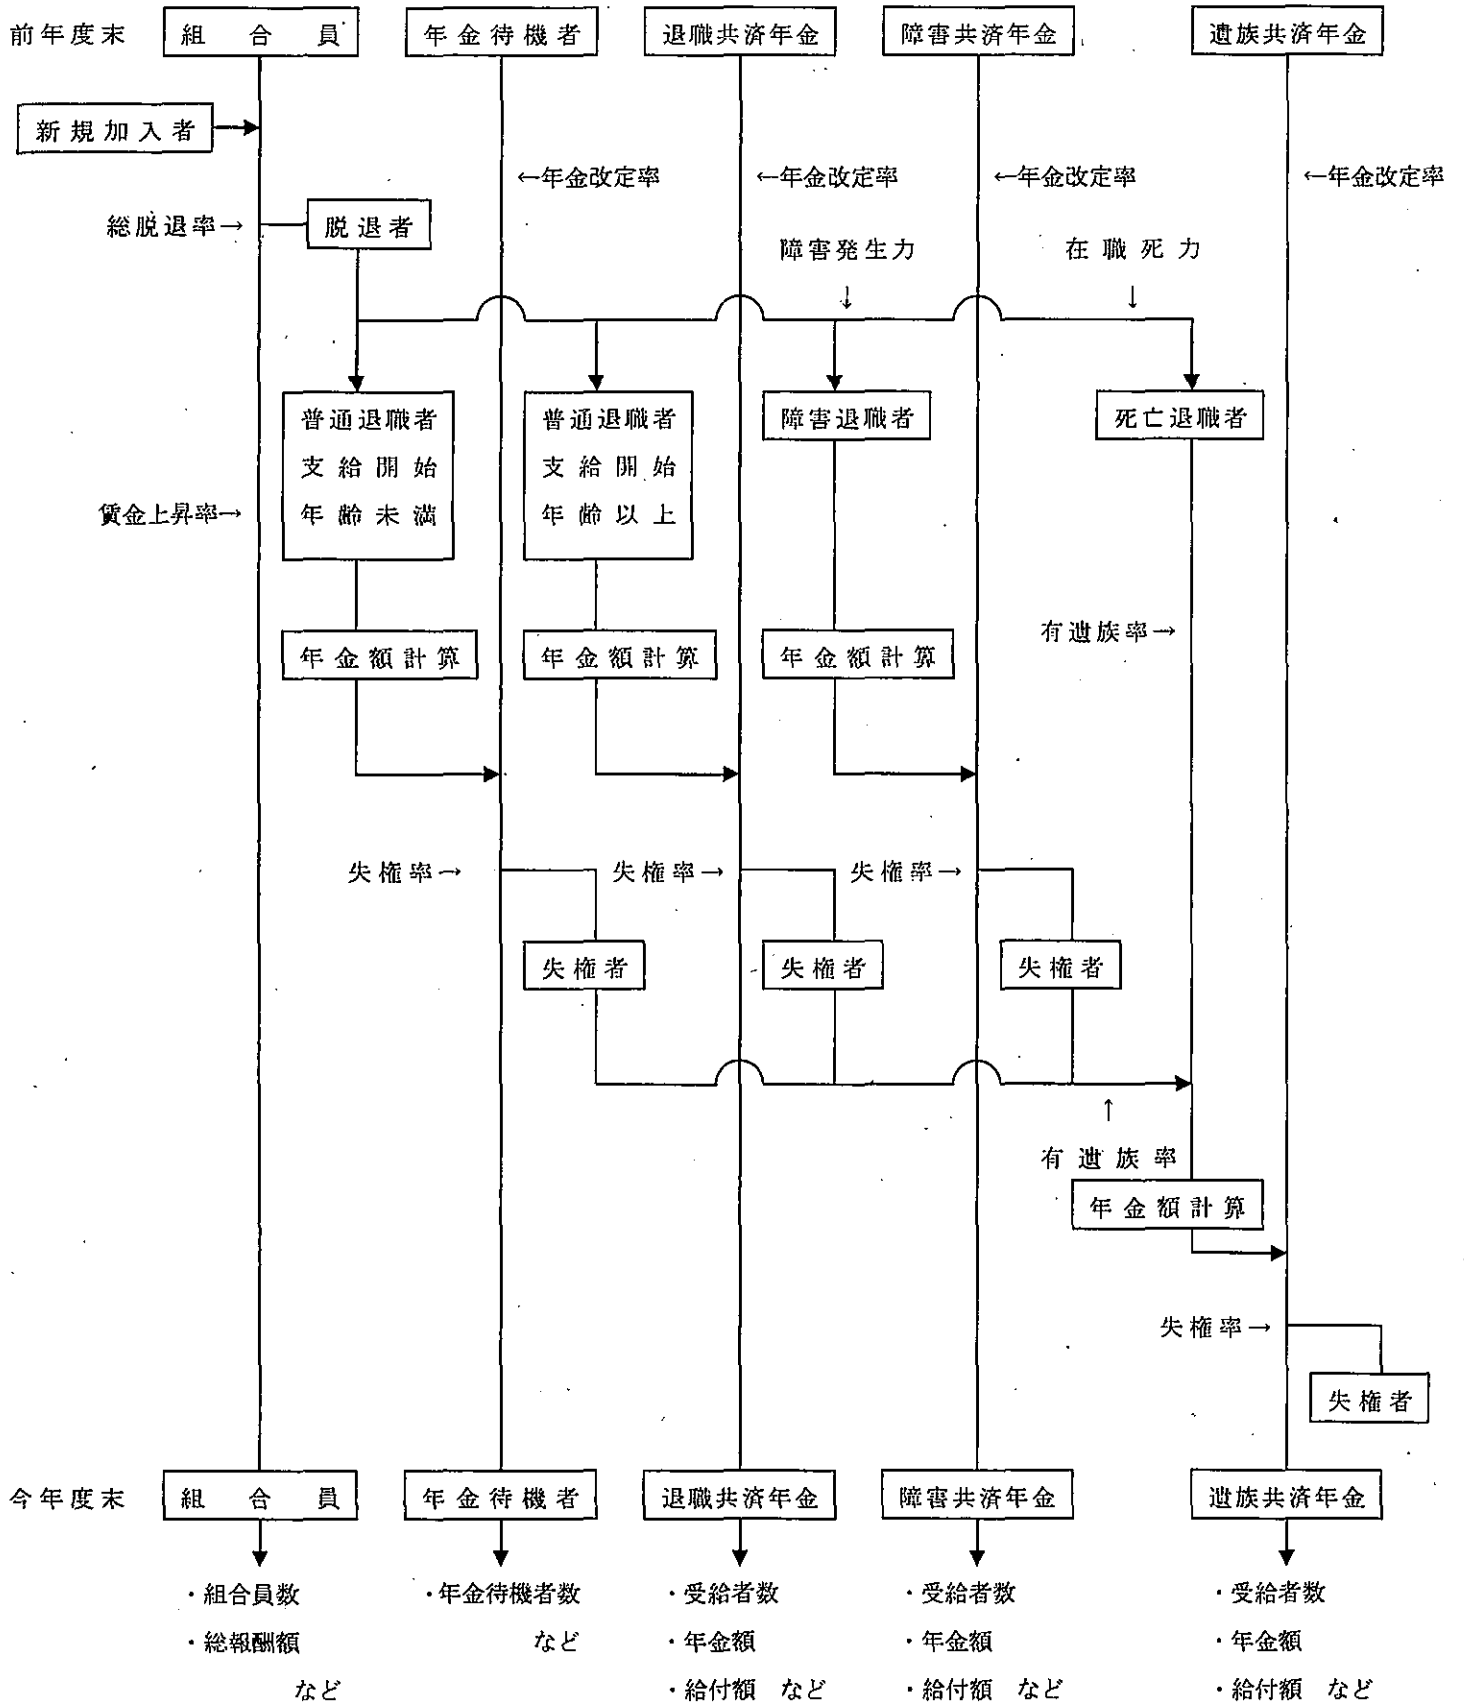 前年度末 組合員 年金待機者 退職共済年金 障害共済年金 遺族共済年金
新規加入者
←年金改定率 ←年金改定率 ←年金改定率 ←年金改定率
総脱退率→ 脱退者
障害発生力 在職死力
↓ ↓
普通退職者 普通退職者 障害退職者 死亡退職者
支給開始 支給開始
賃金上昇率→ 年齢未満 年齢以上
有遺族率→
年金額計算 年金額計算 年金額計算
失権率→ 失権率→ 失権率→
失権者 失権者 失権者
↑
有遺族率
年金額計算
失権率→
失権者
今年度末 組合員 年金待機者 退職共済年金 障害共済年金 遺族共済年金
・組合員数 ・年金待機者数 ・受給者数 ・受給者数 ・受給者数
・総報酬額 など ・年金額 ・年金額 ・年金額
など ・給付額 など ・給付額 など ・給付額 など